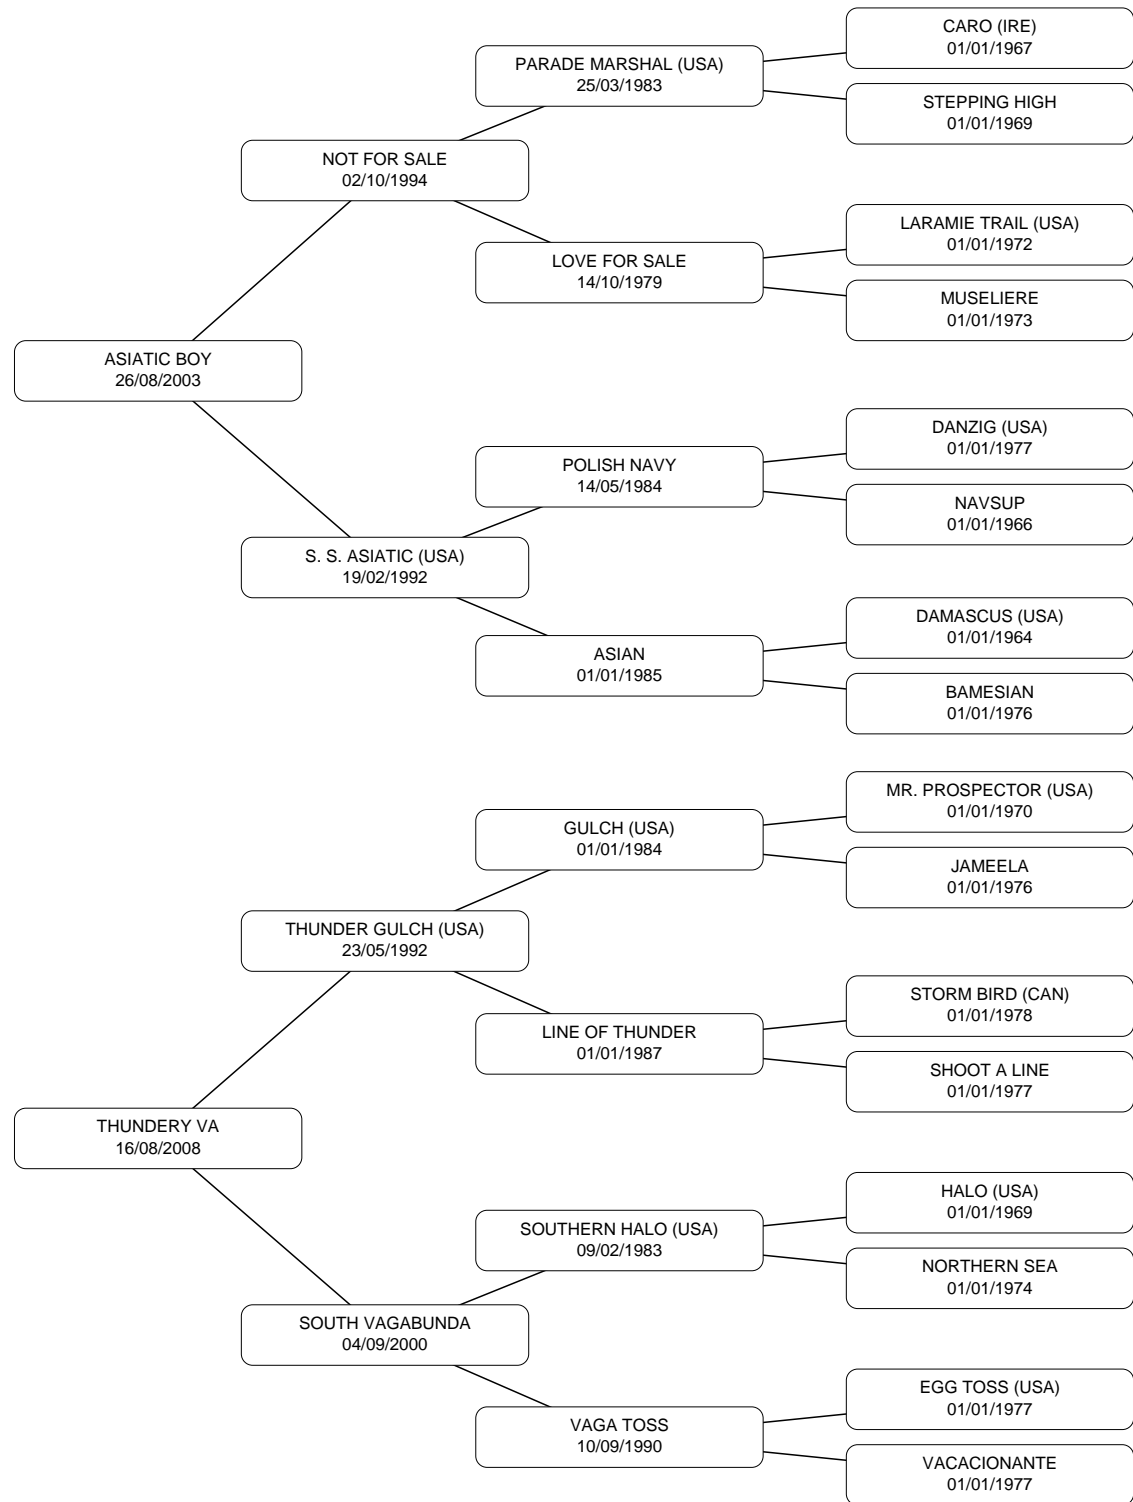 CARO (IRE)
01/01/1967
PARADE MARSHAL (USA)
25/03/1983
STEPPING HIGH
01/01/1969
NOT FOR SALE
02/10/1994
LARAMIE TRAIL (USA)
01/01/1972
LOVE FOR SALE
14/10/1979
MUSELIERE
01/01/1973
ASIATIC BOY
26/08/2003
DANZIG (USA)
01/01/1977
POLISH NAVY
14/05/1984
NAVSUP
01/01/1966
S. S. ASIATIC (USA)
19/02/1992
DAMASCUS (USA)
01/01/1964
ASIAN
01/01/1985
BAMESIAN
01/01/1976
MR. PROSPECTOR (USA)
01/01/1970
GULCH (USA)
01/01/1984
JAMEELA
01/01/1976
THUNDER GULCH (USA)
23/05/1992
STORM BIRD (CAN)
01/01/1978
LINE OF THUNDER
01/01/1987
SHOOT A LINE
01/01/1977
THUNDERY VA
16/08/2008
HALO (USA)
01/01/1969
SOUTHERN HALO (USA)
09/02/1983
NORTHERN SEA
01/01/1974
SOUTH VAGABUNDA
04/09/2000
EGG TOSS (USA)
01/01/1977
VAGA TOSS
10/09/1990
VACACIONANTE
01/01/1977